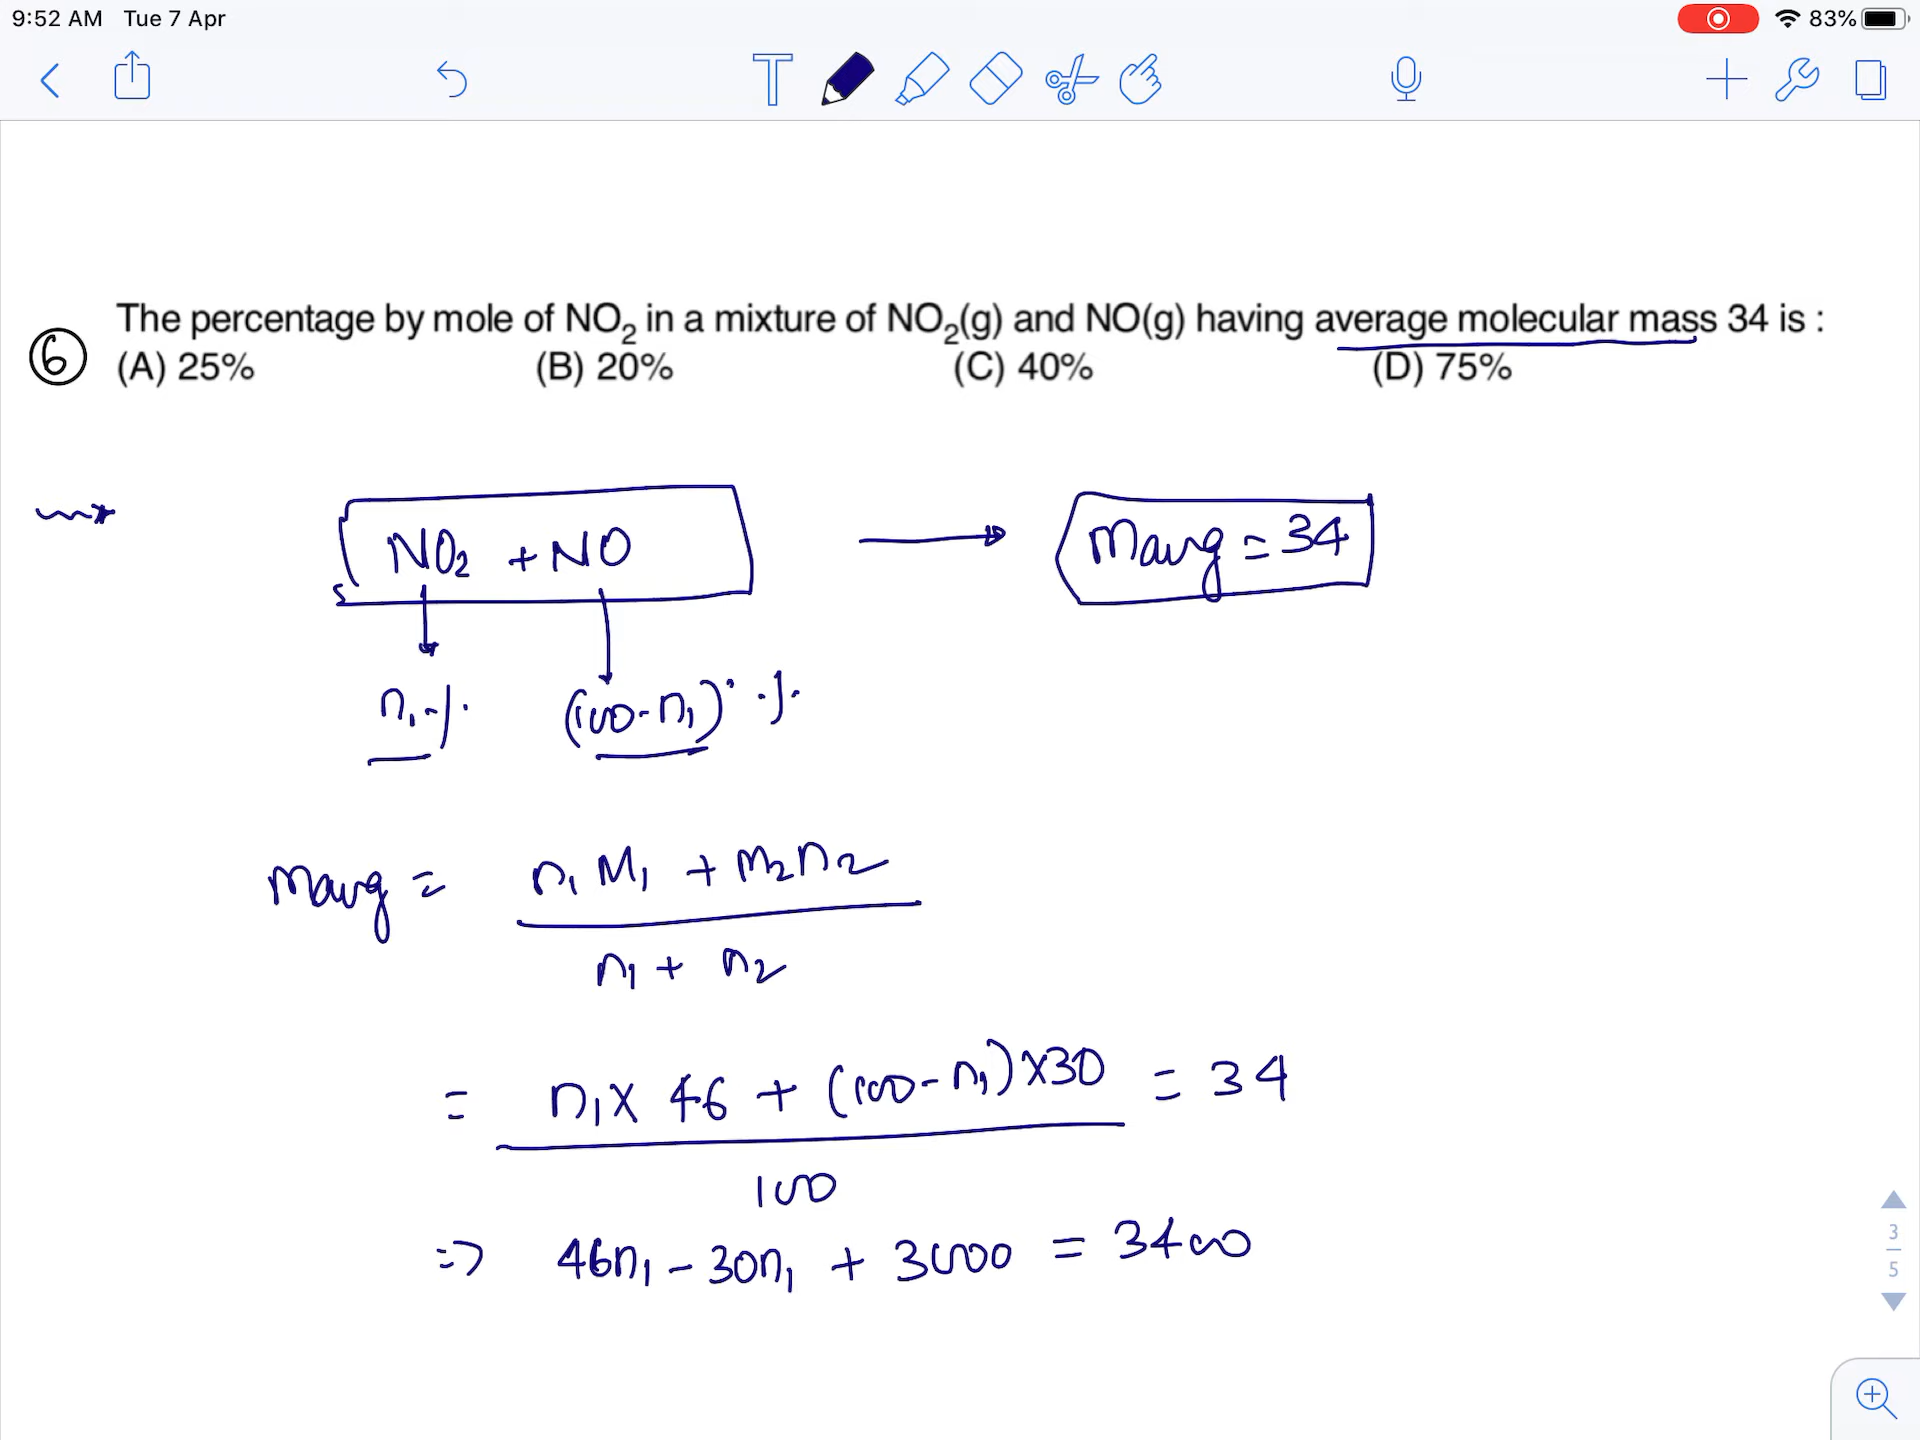 9:52 AM Tue 7 Apr 83%
T
⑥ The percentage by mole of NO₂ in a mixture of NO₂(g) and NO(g) having average molecular mass 34 is :
(A) 25% (B) 20% (C) 40% (D) 75%
NO₂ + NO → Mavg = 34
n₁ % (100-n₁) %
Mavg = n₁ M₁ + M₂n₂
n₁ + n₂
= n₁ x 46 + (100-n₁) x 30 = 34
100
=> 46n₁ - 30n₁ + 3000 = 3400
3
5